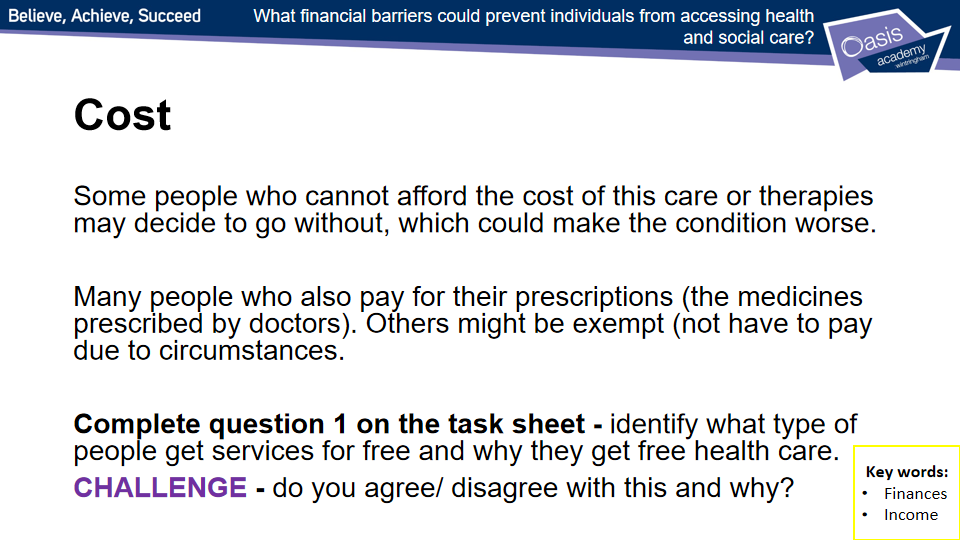 Believe, Achieve, Succeed
What financial barriers could prevent individuals from accessing health
and social care?
Oasis
academy
wintringham
Cost
Some people who cannot afford the cost of this care or therapies
may decide to go without, which could make the condition worse.
Many people who also pay for their prescriptions (the medicines
prescribed by doctors). Others might be exempt (not have to pay
due to circumstances.
Complete question 1 on the task sheet - identify what type of
people get services for free and why they get free health care.
CHALLENGE - do you agree/ disagree with this and why?
Key words:
• Finances
• Income